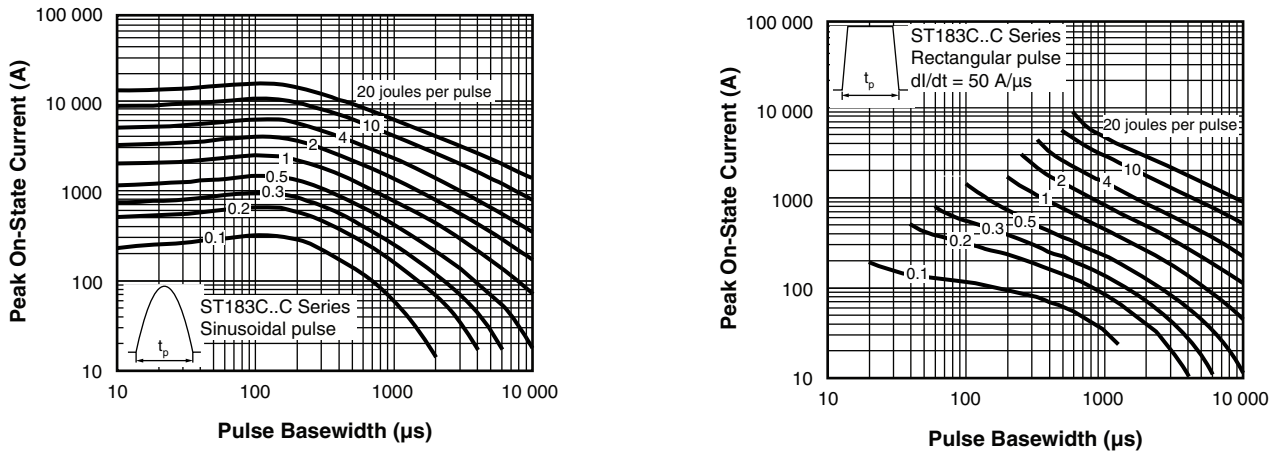 100 000
10 000
1000
100
10
10
100
1000
10 000
Peak On-State Current (A)
Pulse Basewidth (µs)
20 joules per pulse
10
4
2
1
0.5
0.3
0.2
0.1
tp
ST183C..C Series
Sinusoidal pulse
100 000
10 000
1000
100
10
10
100
1000
10 000
Peak On-State Current (A)
Pulse Basewidth (µs)
tp
ST183C..C Series
Rectangular pulse
dI/dt = 50 A/µs
20 joules per pulse
10
4
2
1
0.5
0.3
0.2
0.1